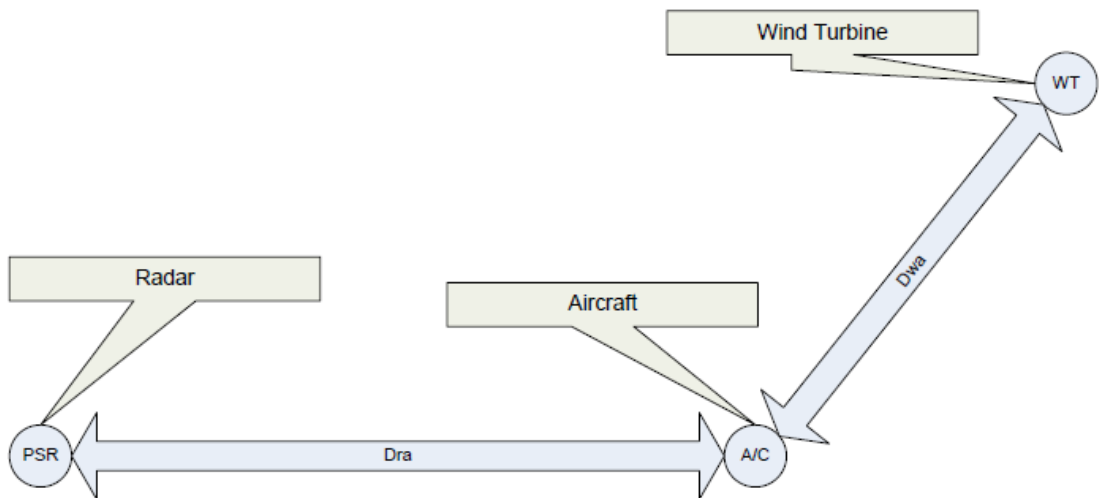 Wind Turbine
WT
Dwa
Radar
Aircraft
PSR
Dra
A/C